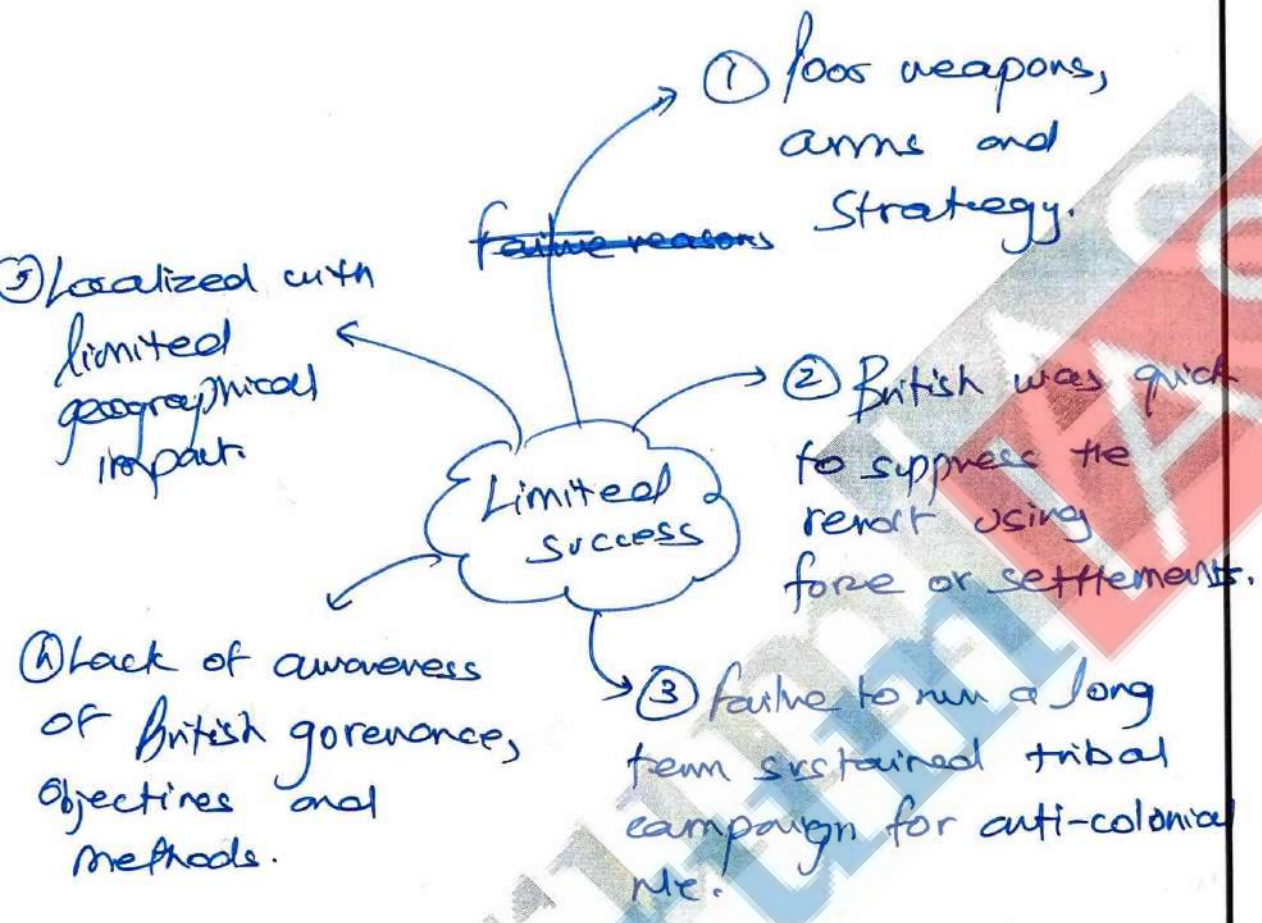 ① Poor weapons,
arms and
Strategy.
failure reasons
② British was quick
to suppress the
revolt using
force or settlements.
③ failure to run a long
term sustained tribal
campaign for anti-colonial
rule.
④ Lack of awareness
of British governance,
Objectives and
methods.
⑤ Localized with
limited
geographical
impact.
Limited
success